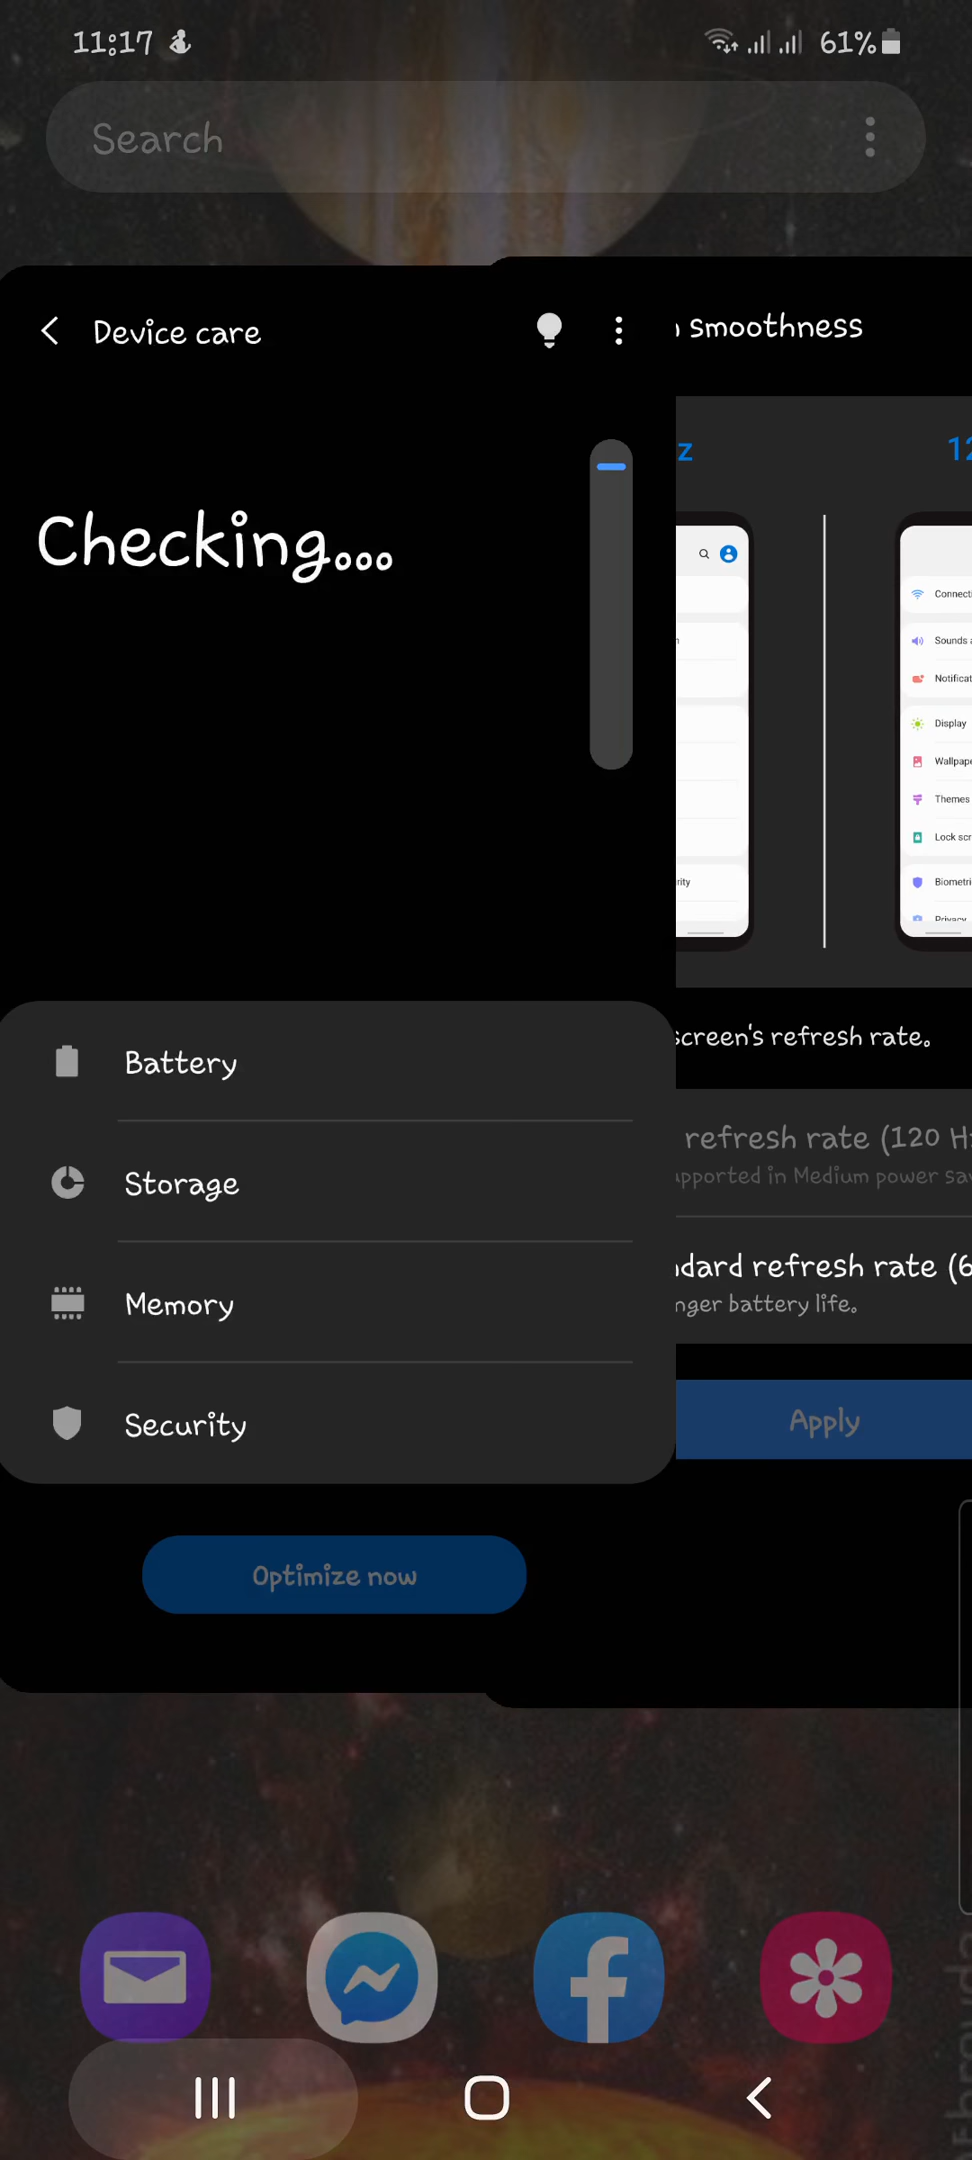 11:17
61%
Search
Device care
smoothness
z
12
Checking...
Connecti
Sounds a
Notificat
Display
Wallpape
Themes
Lock scr
rity
Biometri
Privacy
screen's refresh rate.
Battery
refresh rate (120 H
upported in Medium power sa
Storage
ndard refresh rate (6
nger battery life.
Memory
Apply
Security
Optimize now